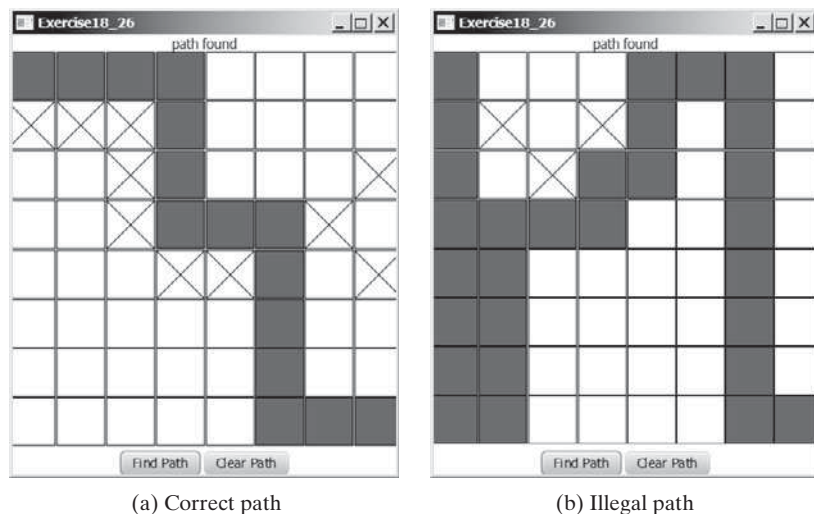 Exercise18_26
path found
Find Path Clear Path
(a) Correct path
Exercise18_26
path found
Find Path Clear Path
(b) Illegal path